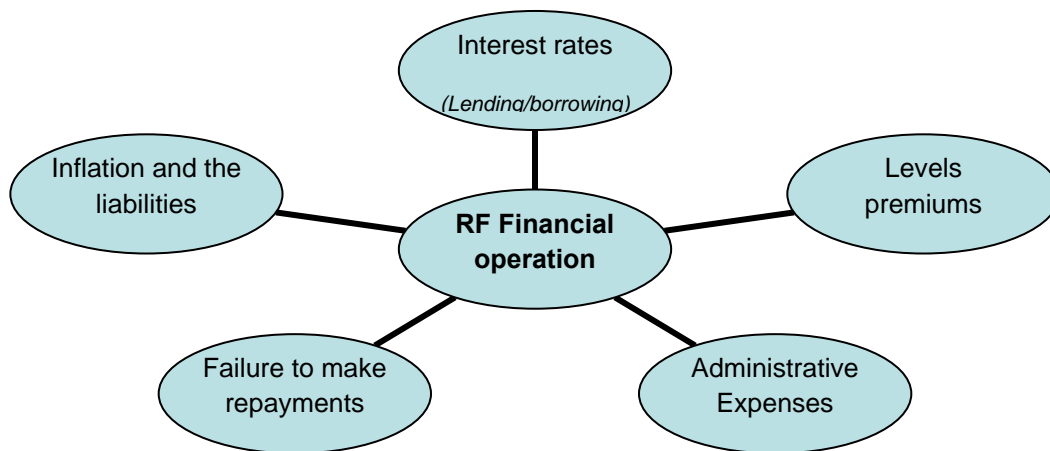 Interest rates
(Lending/borrowing)
Inflation and the
liabilities
Levels
premiums
RF Financial
operation
Failure to make
repayments
Administrative
Expenses